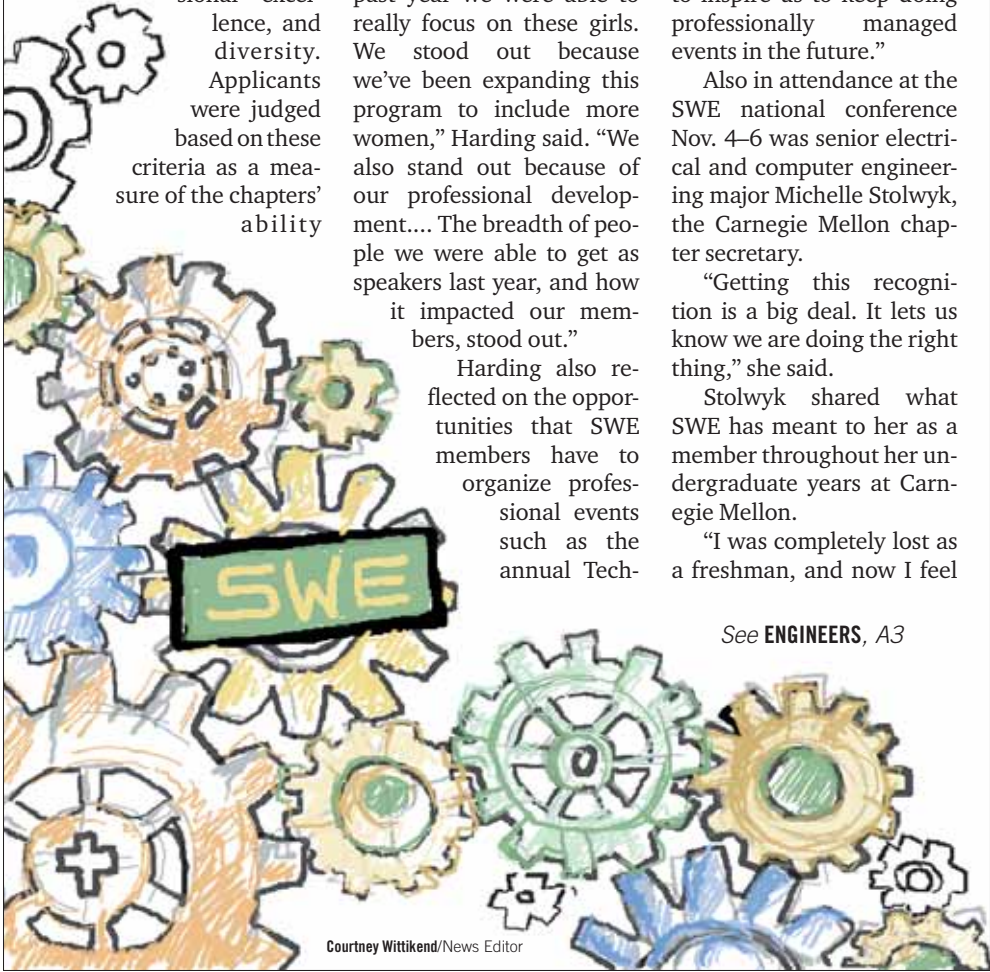 sional excel-
lence, and
diversity.
Applicants
were judged
based on these
criteria as a mea-
sure of the chapters'
ability
past year we were able to
really focus on these girls.
We stood out because
we've been expanding this
program to include more
women,” Harding said. “We
also stand out because of
our professional develop-
ment.... The breadth of peo-
ple we were able to get as
speakers last year, and how
it impacted our mem-
bers, stood out.”
Harding also re-
flected on the oppor-
tunities that SWE
members have to
organize profes-
sional events
such as the
annual Tech-
to inspire us to keep doing
professionally managed
events in the future.”
Also in attendance at the
SWE national conference
Nov. 4–6 was senior electri-
cal and computer engineer-
ing major Michelle Stolwyk,
the Carnegie Mellon chap-
ter secretary.
“Getting this recogni-
tion is a big deal. It lets us
know we are doing the right
thing,” she said.
Stolwyk shared what
SWE has meant to her as a
member throughout her un-
dergraduate years at Carn-
egie Mellon.
“I was completely lost as
a freshman, and now I feel
See ENGINEERS, A3
SWE
Courtney Wittikend/News Editor